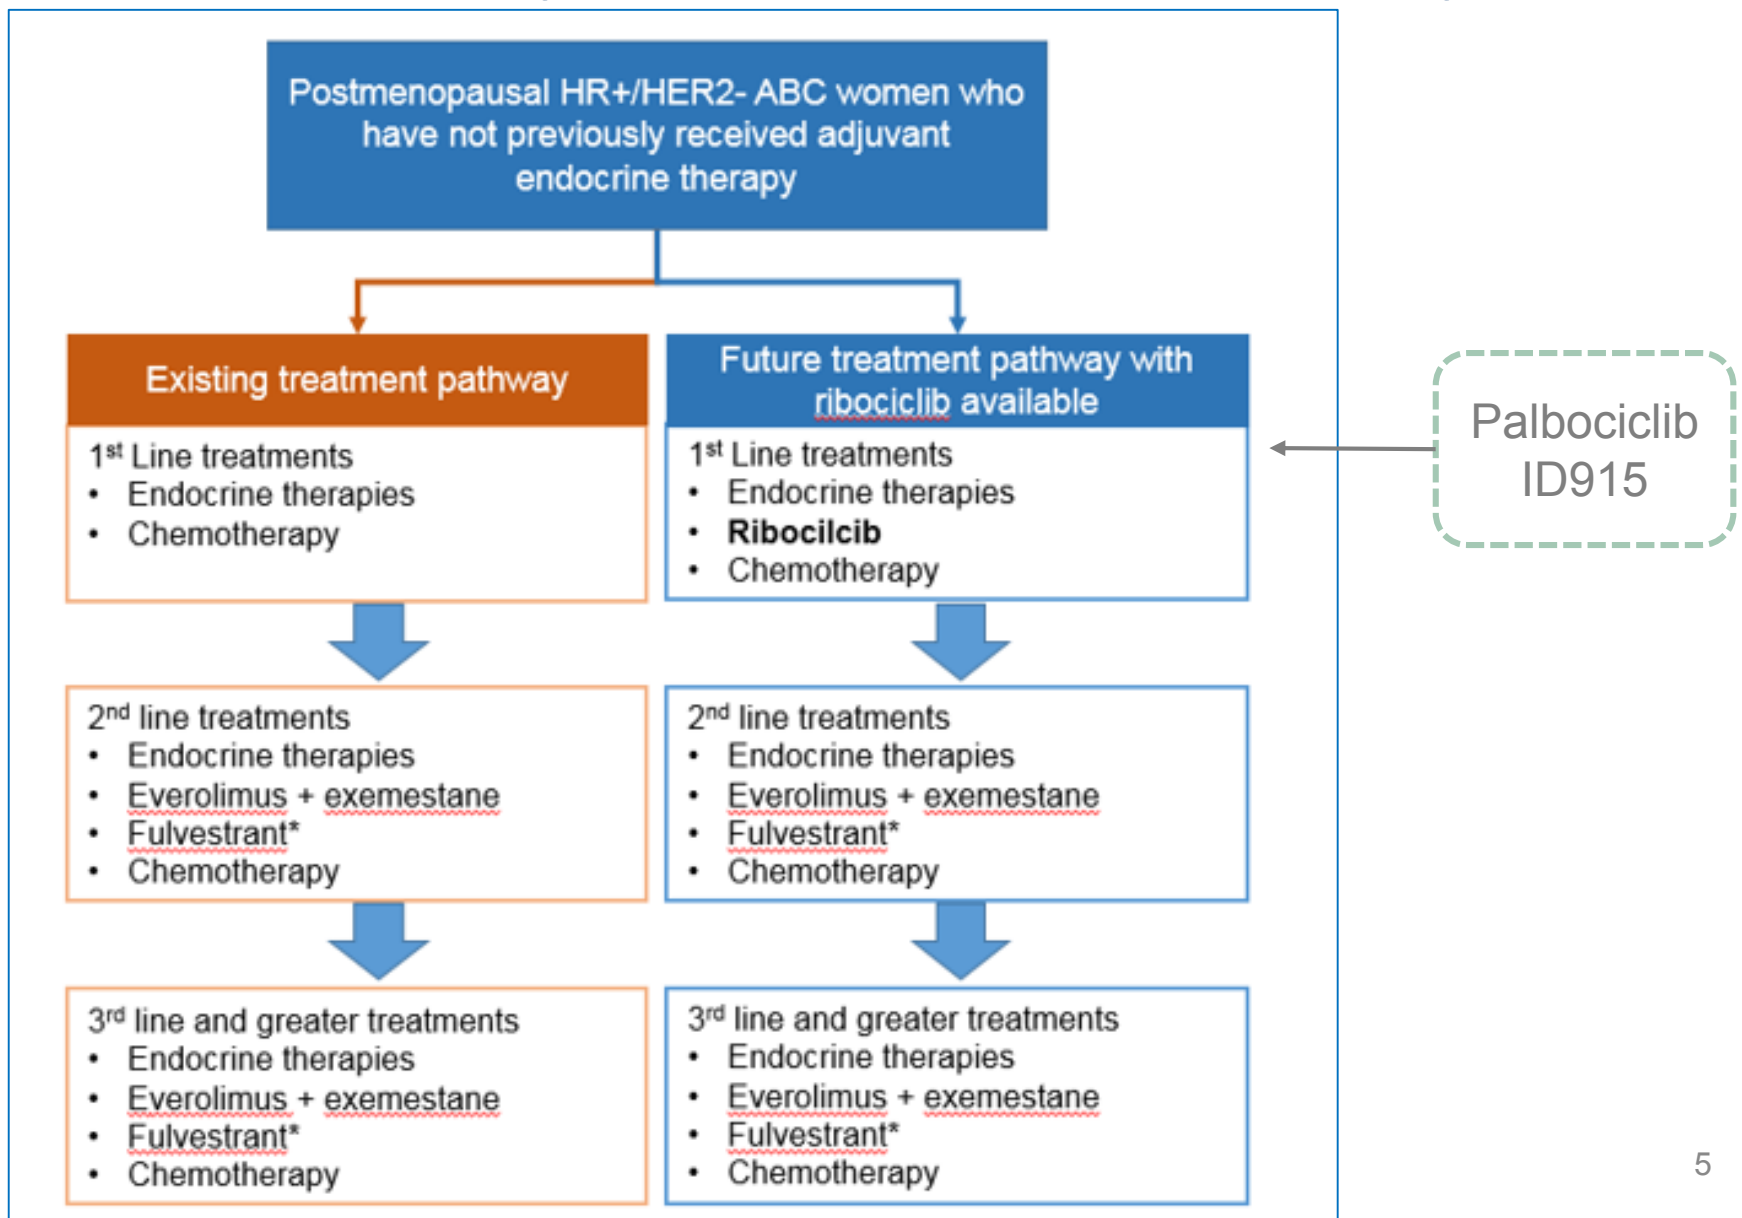 Postmenopausal HR+/HER2- ABC women who
have not previously received adjuvant
endocrine therapy
Existing treatment pathway
1st Line treatments
• Endocrine therapies
• Chemotherapy
2nd line treatments
• Endocrine therapies
• Everolimus + exemestane
• Fulvestrant*
• Chemotherapy
3rd line and greater treatments
• Endocrine therapies
• Everolimus + exemestane
• Fulvestrant*
• Chemotherapy
Future treatment pathway with
ribociclib available
1st Line treatments
• Endocrine therapies
• Ribocilcib
• Chemotherapy
2nd line treatments
• Endocrine therapies
• Everolimus + exemestane
• Fulvestrant*
• Chemotherapy
3rd line and greater treatments
• Endocrine therapies
• Everolimus + exemestane
• Fulvestrant*
• Chemotherapy
Palbociclib
ID915
5